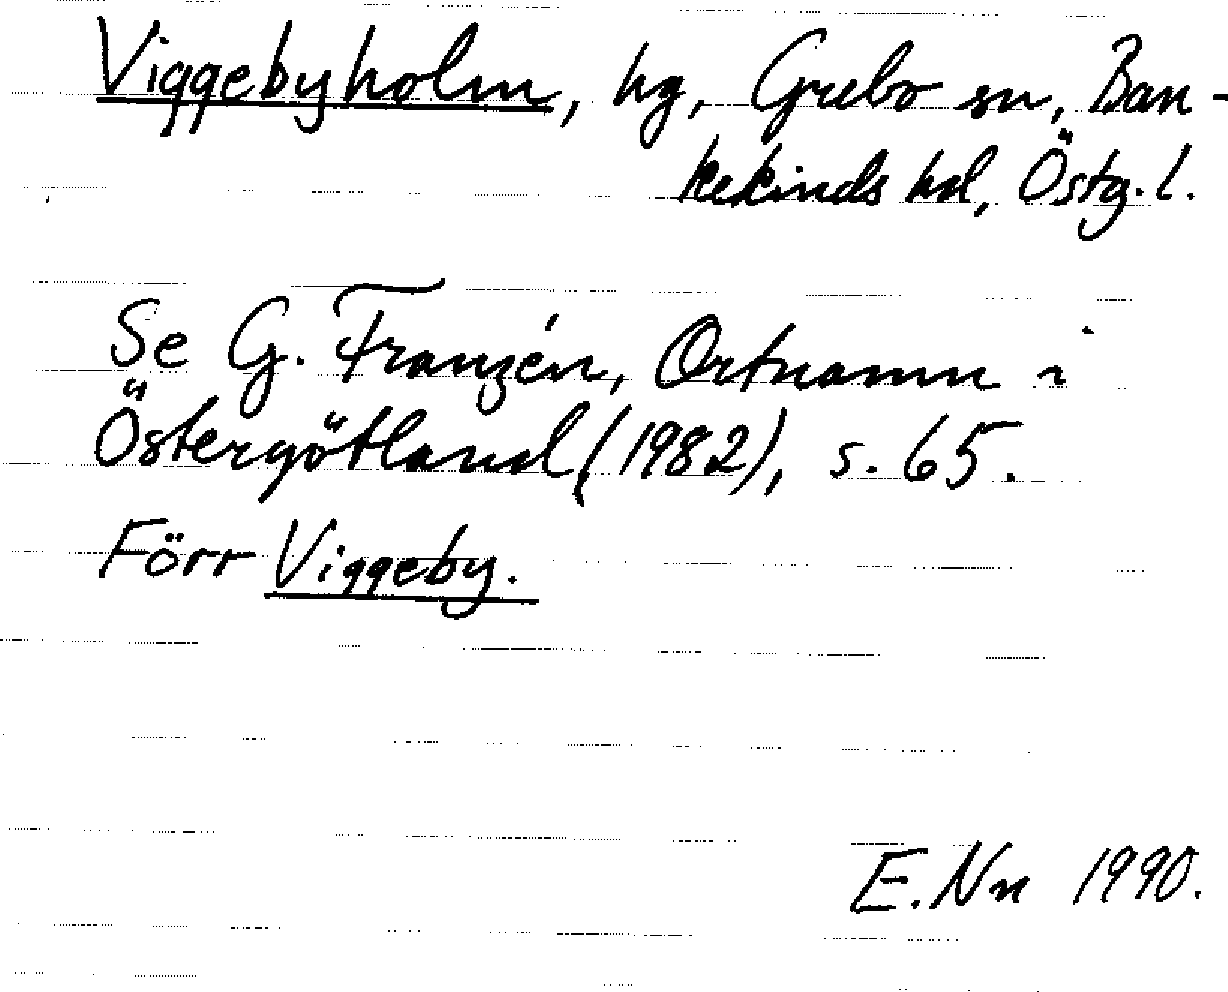 Viggebyholm, hg, Grebo sn, Ban-
kekinds hd, Östg. l.
Se G. Franzén, Ortnamn i
Östergötland (1982), s. 65.
Förr Viggeby.
E. Nn 1990.